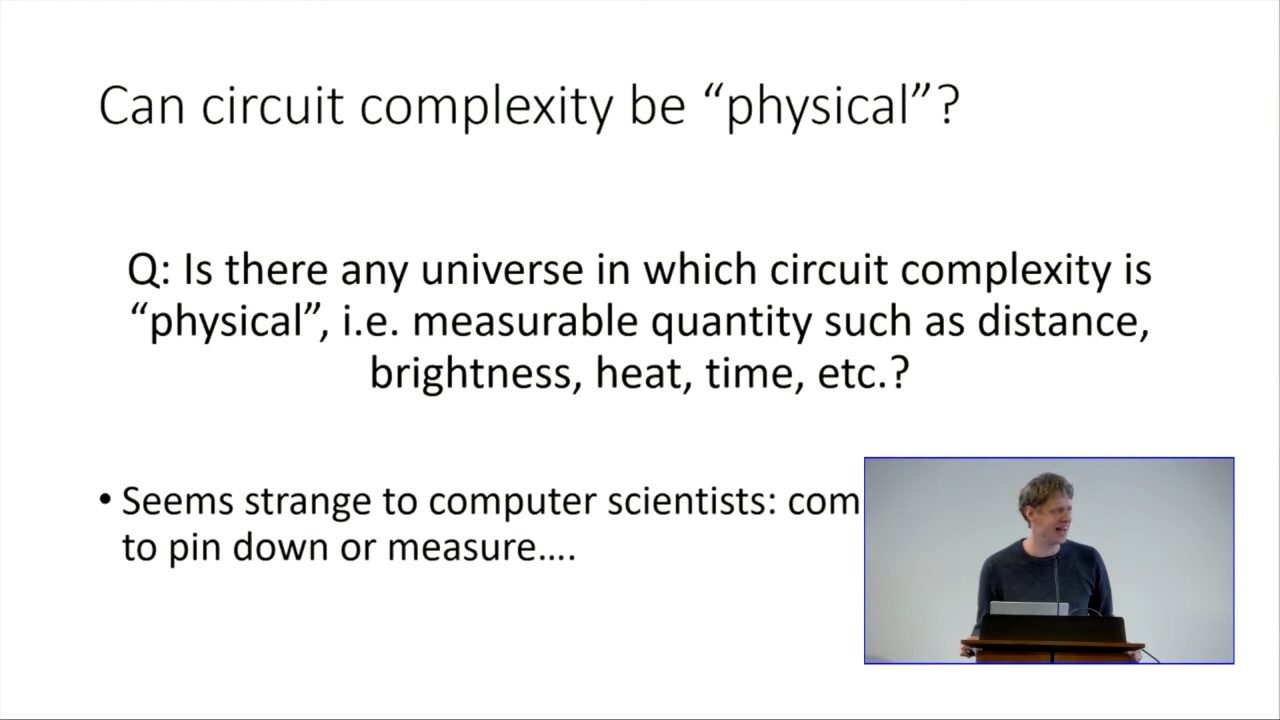 Can circuit complexity be “physical”?
Q: Is there any universe in which circuit complexity is
“physical”, i.e. measurable quantity such as distance,
brightness, heat, time, etc.?
• Seems strange to computer scientists: com
to pin down or measure….